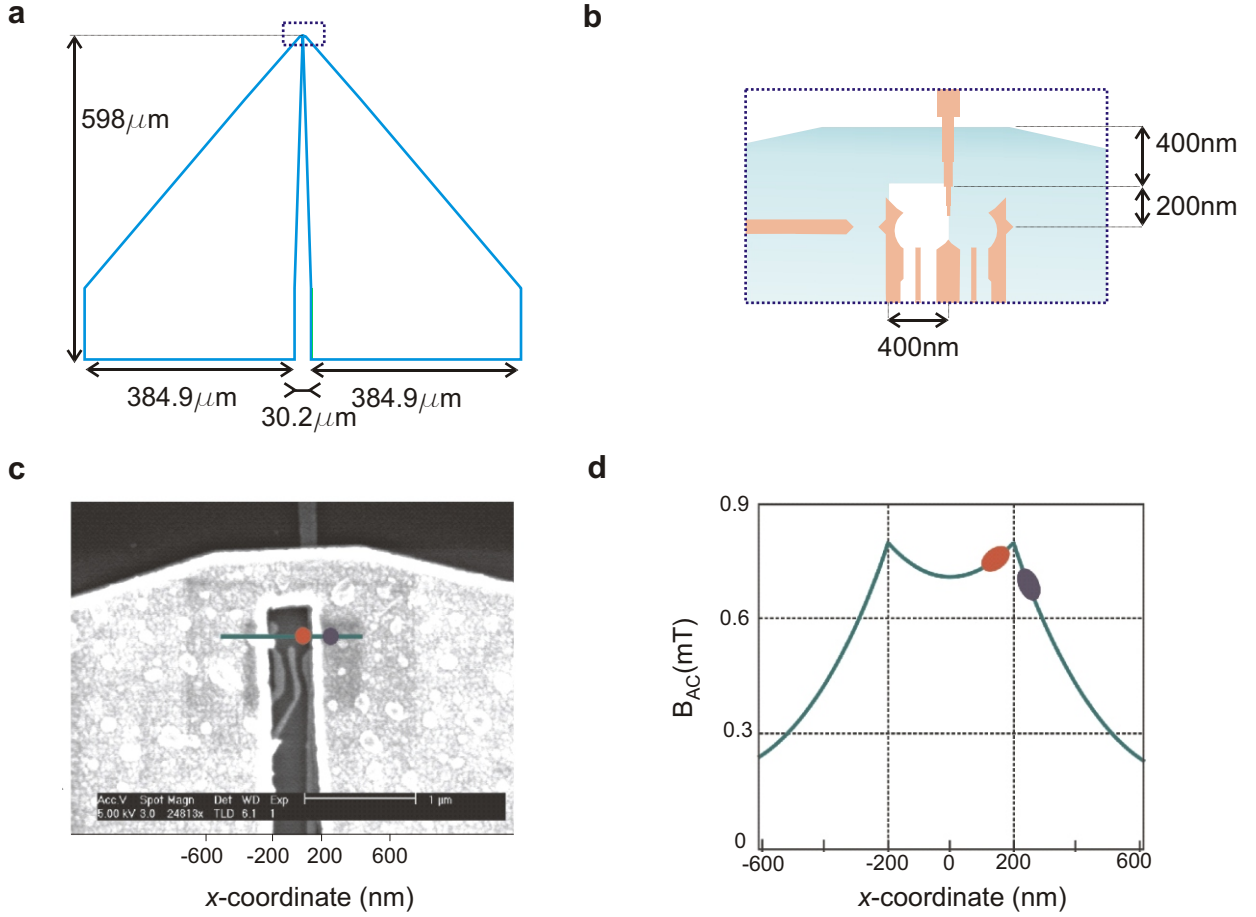 a
598μm
384.9μm
30.2μm
384.9μm
b
400nm
200nm
400nm
c
Acc.V Spot Magn Det WD Exp
5.00 kV 3.0 24813x TLD 6.1 1
1 μm
-600 -200 200 600
x-coordinate (nm)
d
B_AC(mT)
0.9
0.6
0.3
0
-600 -200 0 200 600
x-coordinate (nm)